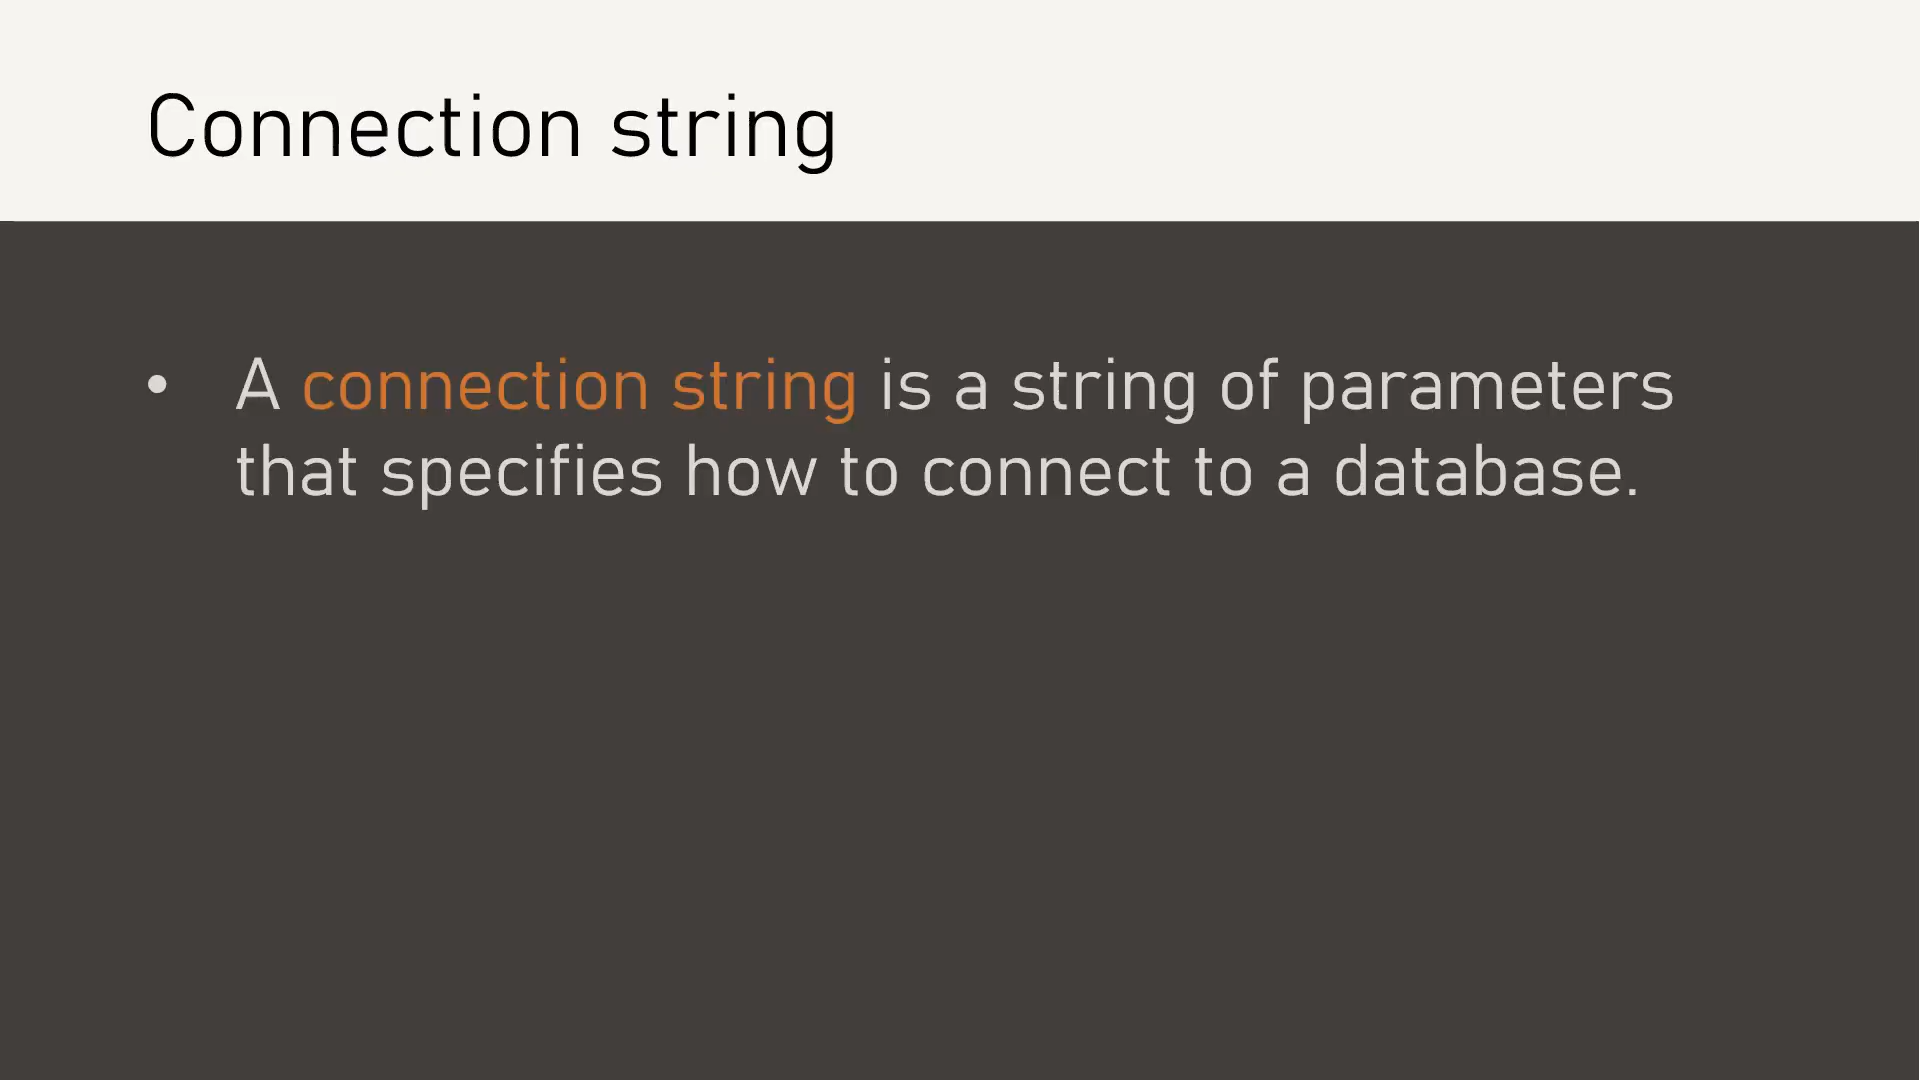 Connection string
• A connection string is a string of parameters
that specifies how to connect to a database.